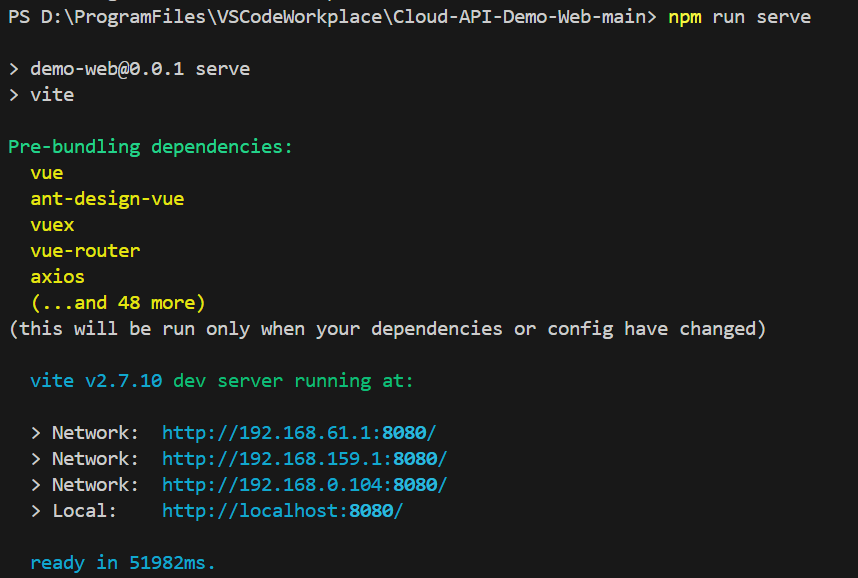 PS D:\ProgramFiles\VSCodeWorkplace\Cloud-API-Demo-Web-main> npm run serve
> demo-web@0.0.1 serve
> vite
Pre-bundling dependencies:
vue
ant-design-vue
vuex
vue-router
axios
(...and 48 more)
(this will be run only when your dependencies or config have changed)
vite v2.7.10 dev server running at:
> Network: http://192.168.61.1:8080/
> Network: http://192.168.159.1:8080/
> Network: http://192.168.0.104:8080/
> Local: http://localhost:8080/
ready in 51982ms.